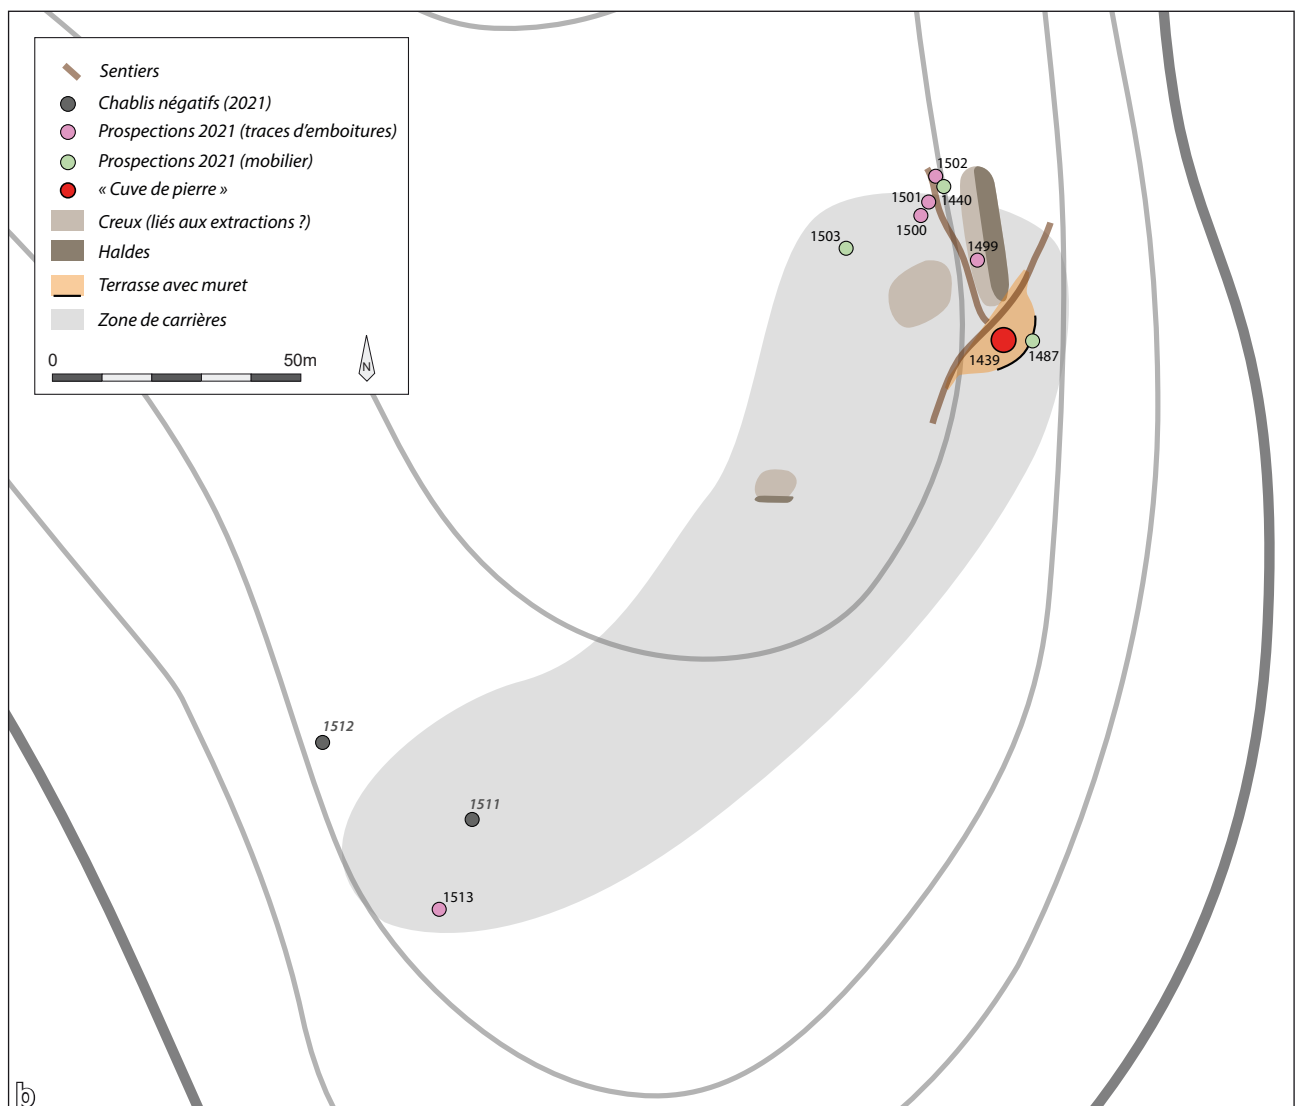 Sentiers
Chablis négatifs (2021)
Prospections 2021 (traces d’emboitures)
Prospections 2021 (mobilier)
« Cuve de pierre »
Creux (liés aux extractions ?)
Haldes
Terrasse avec muret
Zone de carrières
0 50m
N
1502
1501 1440
1500
1503
1499
1439 1487
1512
1511
1513
b